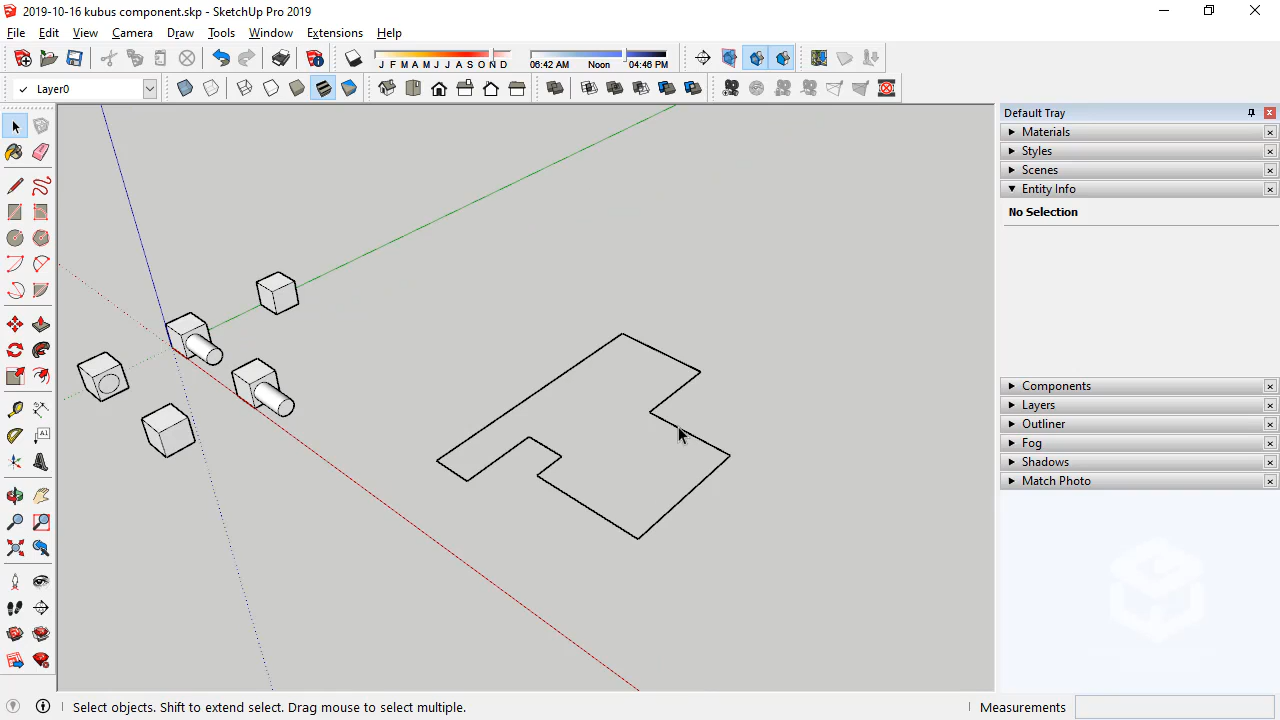 2019-10-16 kubus component.skp - SketchUp Pro 2019
File Edit View Camera Draw Tools Window Extensions Help
J F M A M J J A S O N D
06:42 AM Noon 04:46 PM
Layer0
Default Tray
Materials
Styles
Scenes
Entity Info
No Selection
Components
Layers
Outliner
Fog
Shadows
Match Photo
Select objects. Shift to extend select. Drag mouse to select multiple.
Measurements